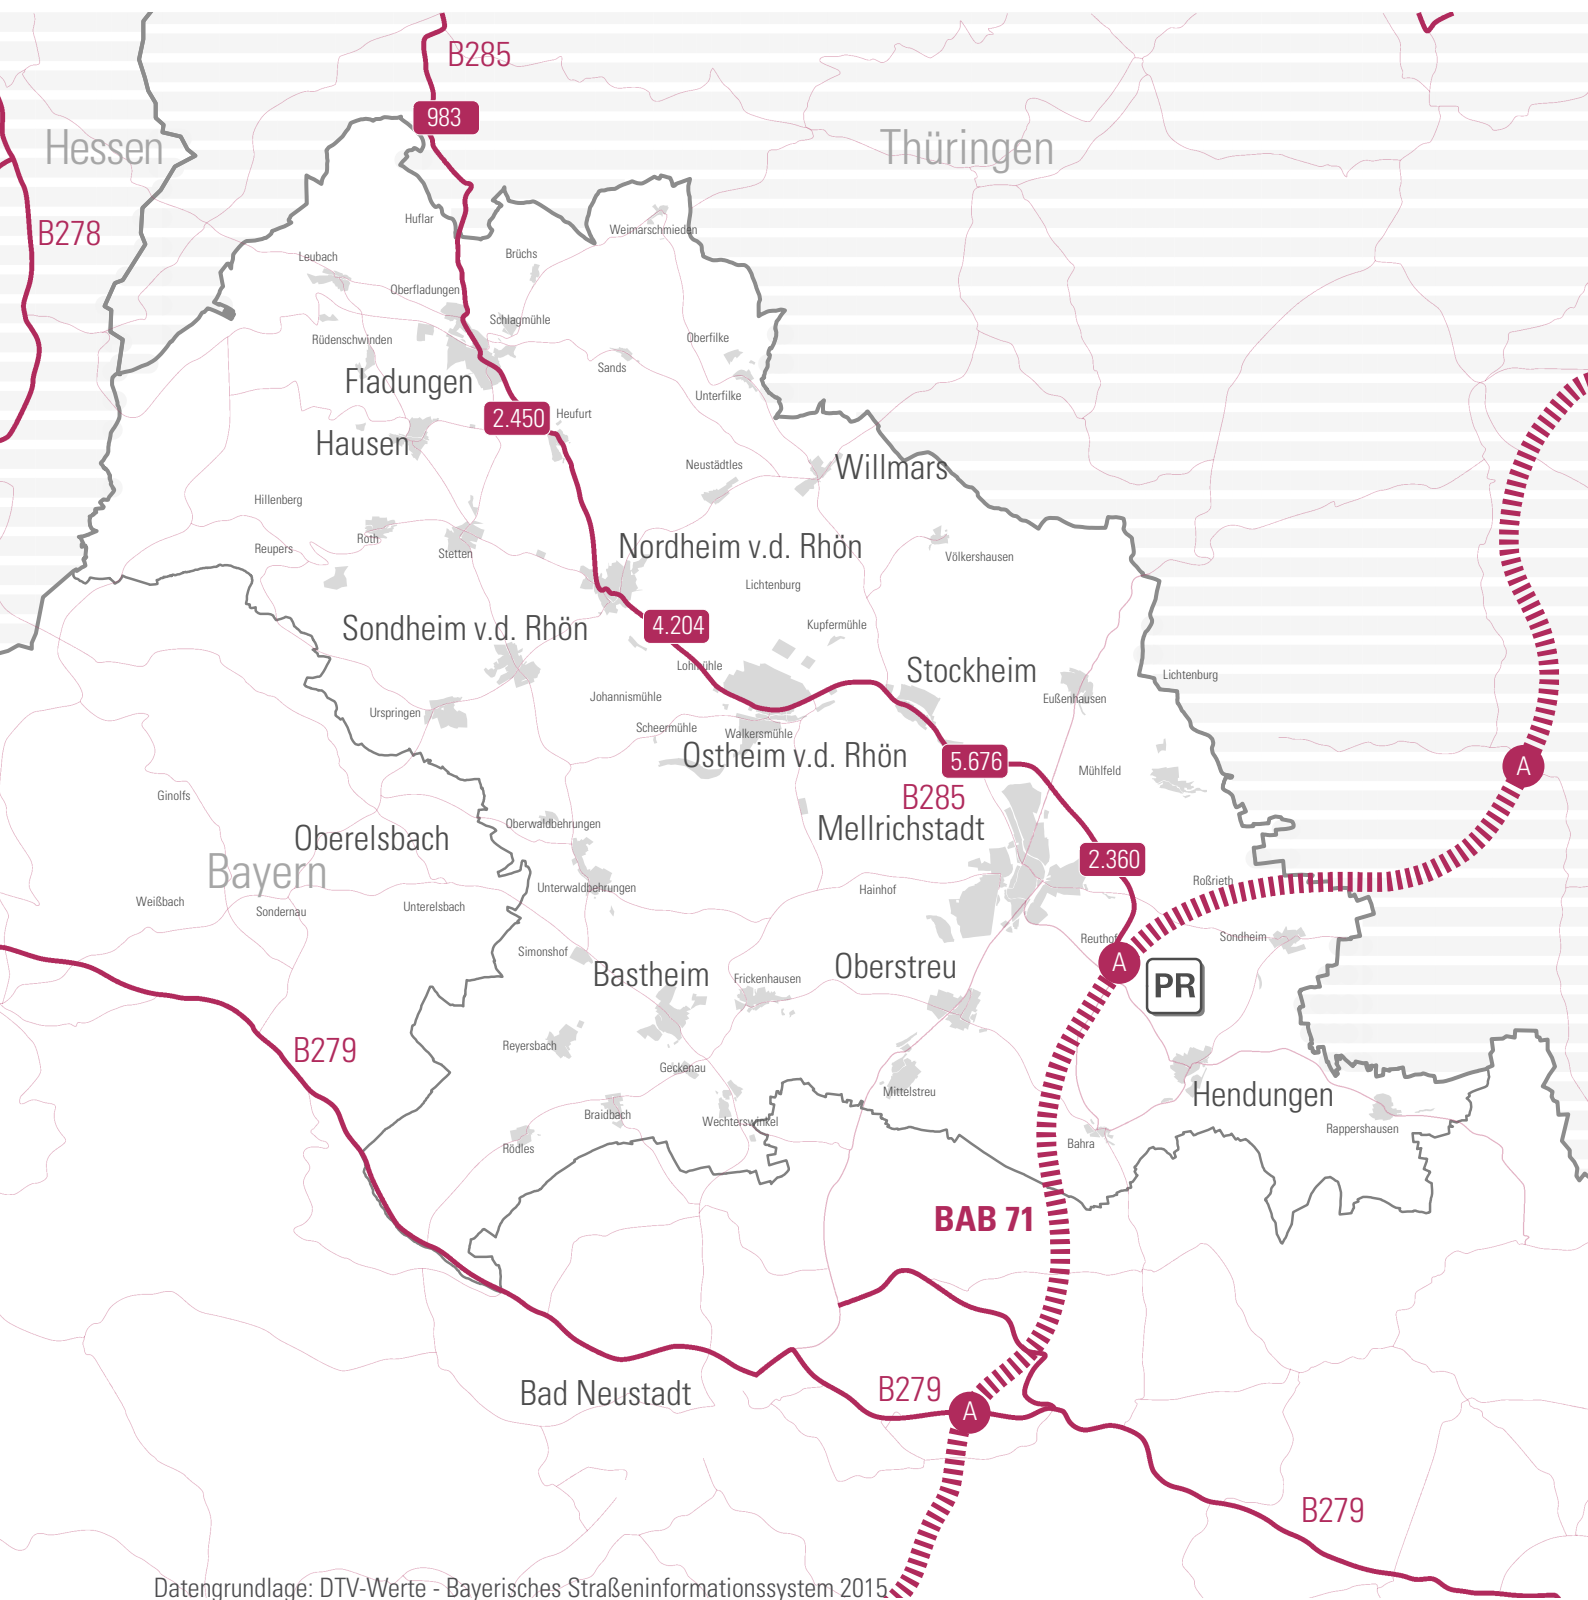 B285
983
Hessen
Thüringen
B278
Huflar
Weimarschmieden
Brüchs
Leubach
Oberfladungen
Schlagmühle
Rüdenschwinden
Oberfilke
Sands
Fladungen
Unterfilke
2.450
Heufurt
Hausen
Neustädtles
Willmars
Hillenberg
Roth
Reupers
Stetten
Nordheim v.d. Rhön
Völkershausen
Lichtenburg
Sondheim v.d. Rhön
4.204
Kupfermühle
Lohmühle
Stockheim
Lichtenburg
Johannismühle
Eußenhausen
Urspringen
Scheermühle
Walkersmühle
Ostheim v.d. Rhön
5.676
Mühlfeld
A
Ginolfs
B285
Oberwaldbehrungen
Mellrichstadt
Oberelsbach
2.360
Bayern
Unterwaldbehrungen
Hainhof
Roßrieth
Weißbach
Sondernau
Unterelsbach
Reuthof
Sondheim
Simonshof
A
Bastheim
Frickenhausen
Oberstreu
PR
B279
Reyersbach
Geckenau
Mittelstreu
Hendungen
Braidbach
Wechterswinkel
Rappershausen
Rödles
Bahra
BAB 71
B279
Bad Neustadt
A
B279
Datengrundlage: DTV-Werte - Bayerisches Straßeninformationssystem 2015